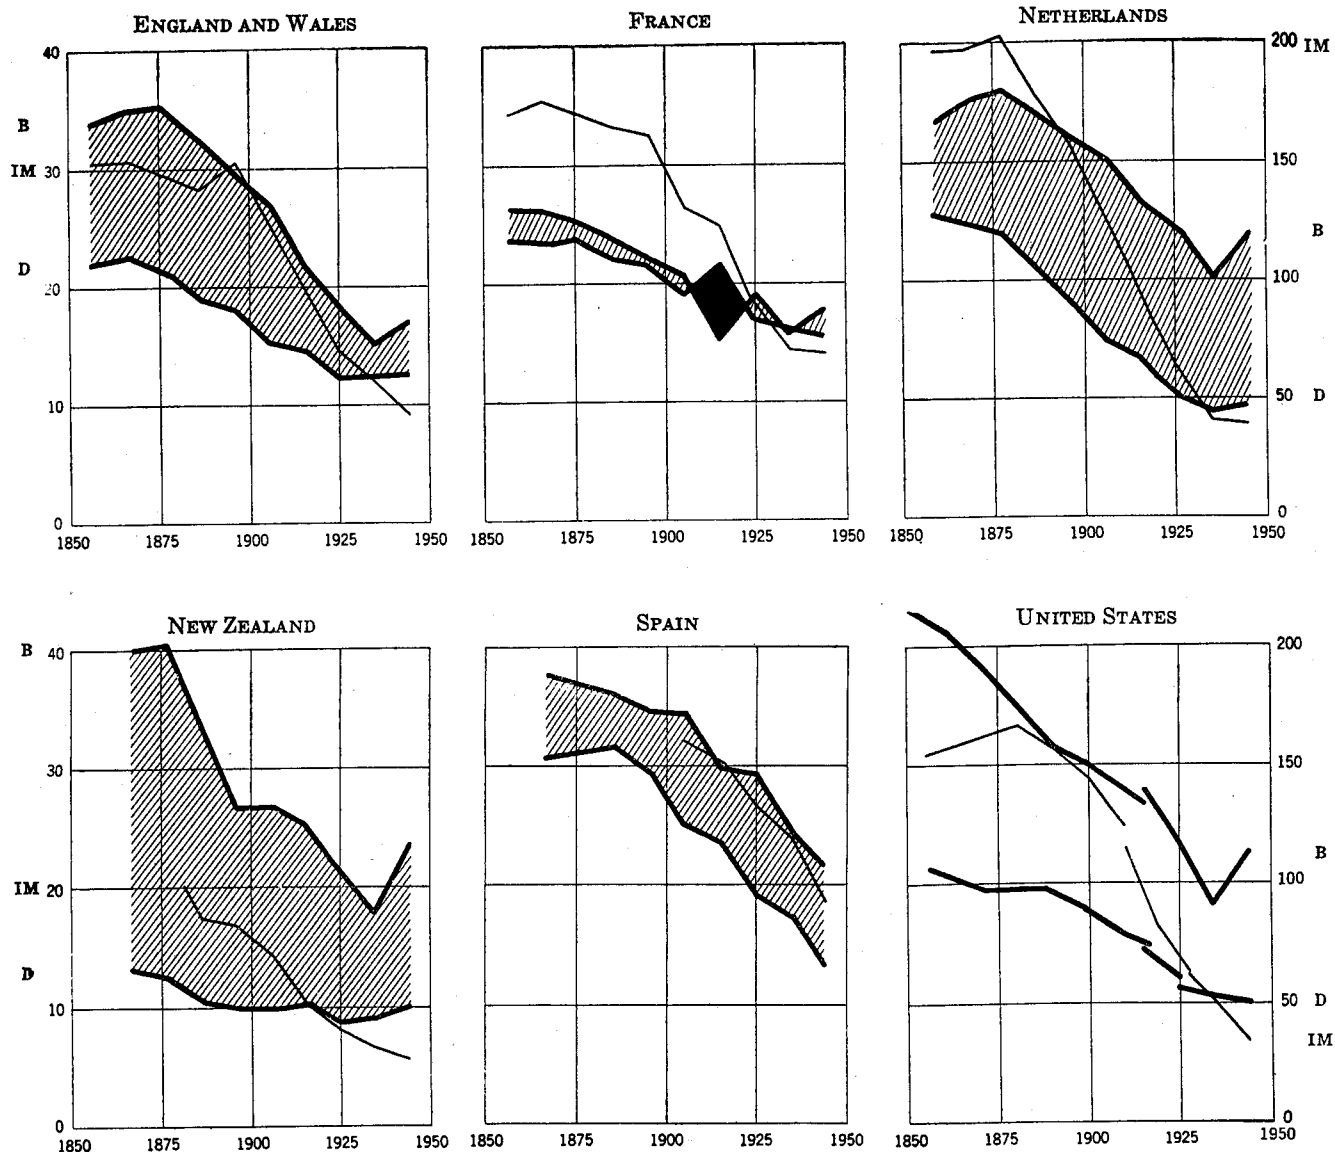 ENGLAND AND WALES
FRANCE
NETHERLANDS
40
200 IM
B
IM 30
150
B
D
20
100
10
50 D
0
0
1850 1875 1900 1925 1950
1850 1875 1900 1925 1950
1850 1875 1900 1925 1950
NEW ZEALAND
SPAIN
UNITED STATES
B 40
200
30
150
B
IM 20
100
D
10
50 D
IM
0
0
1850 1875 1900 1925 1950
1850 1875 1900 1925 1950
1850 1875 1900 1925 1950